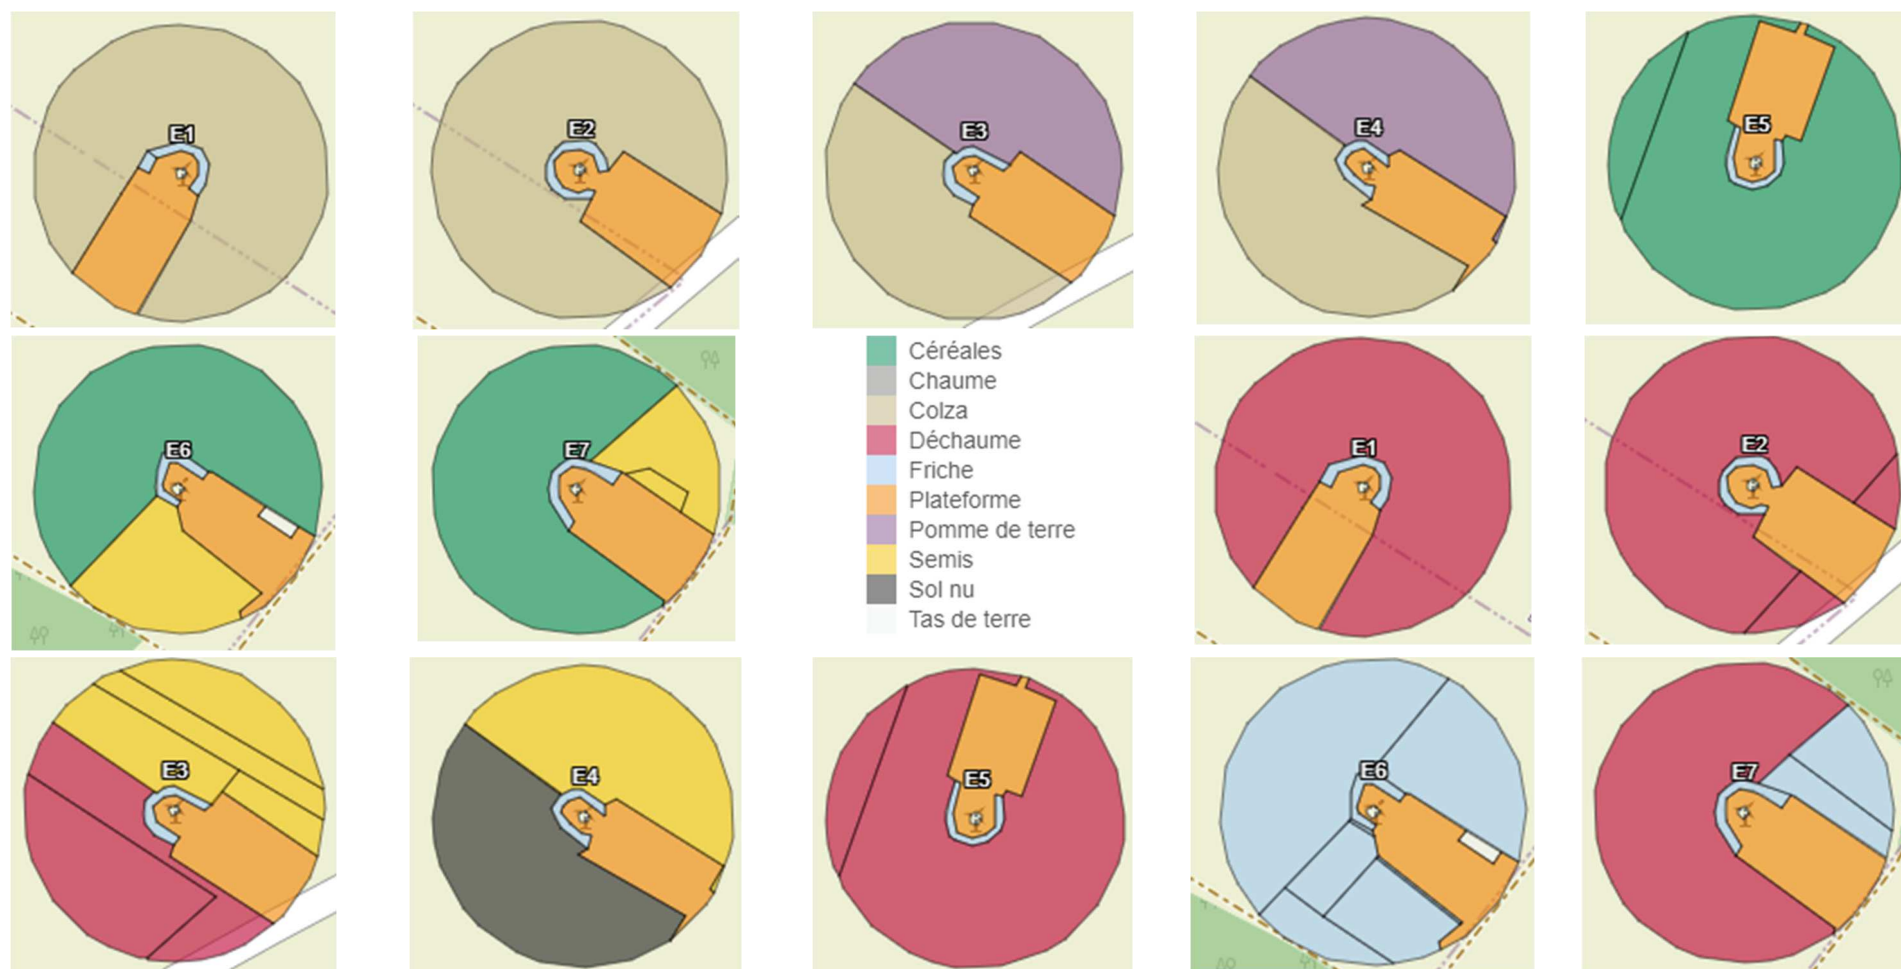 E1
E2
E3
E4
E5
E6
E7
Céréales
Chaume
Colza
Déchaume
Friche
Plateforme
Pomme de terre
Semis
Sol nu
Tas de terre
E1
E2
E3
E4
E5
E6
E7